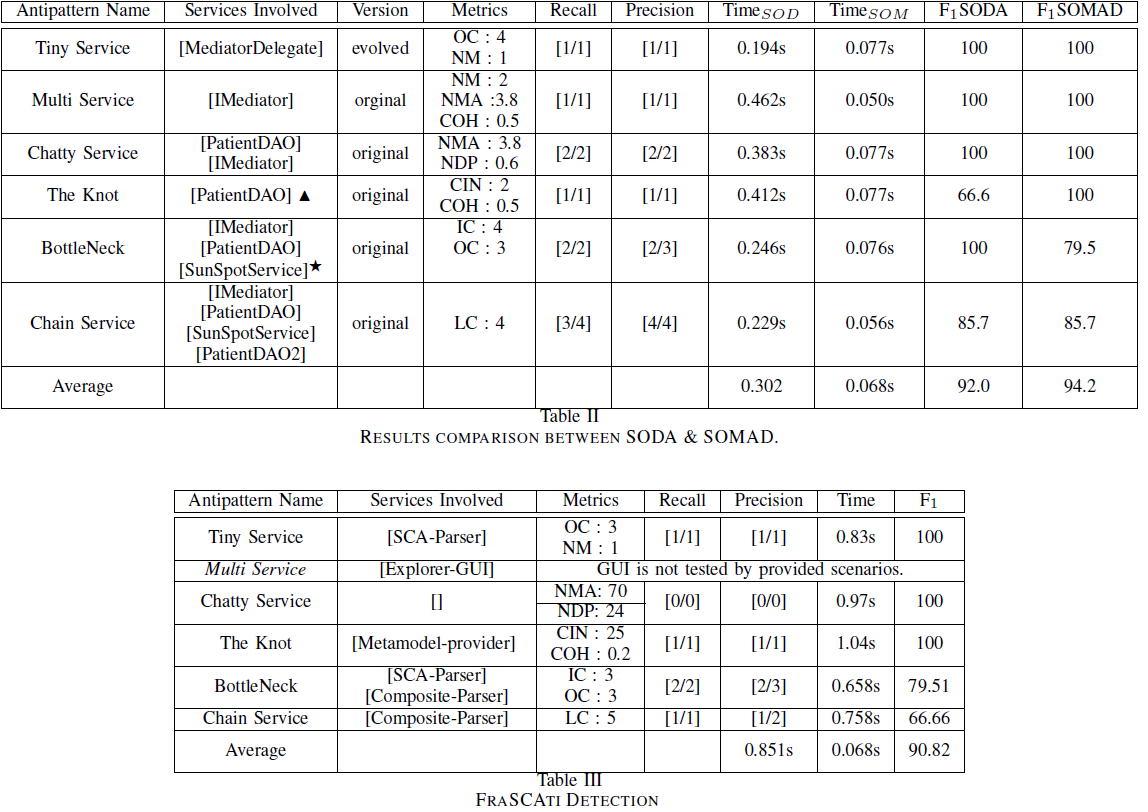 Antipattern Name Services Involved Version Metrics Recall Precision Time_SOD Time_SOM F₁SODA F₁SOMAD
Tiny Service [MediatorDelegate] evolved OC : 4 NM : 1 [1/1] [1/1] 0.194s 0.077s 100 100
Multi Service [IMediator] orginal NM : 2 NMA :3.8 COH : 0.5 [1/1] [1/1] 0.462s 0.050s 100 100
Chatty Service [PatientDAO] [IMediator] original NMA : 3.8 NDP : 0.6 [2/2] [2/2] 0.383s 0.077s 100 100
The Knot [PatientDAO] ▲ original CIN : 2 COH : 0.5 [1/1] [1/1] 0.412s 0.077s 66.6 100
BottleNeck [IMediator] [PatientDAO] [SunSpotService]★ original IC : 4 OC : 3 [2/2] [2/3] 0.246s 0.076s 100 79.5
Chain Service [IMediator] [PatientDAO] [SunSpotService] [PatientDAO2] original LC : 4 [3/4] [4/4] 0.229s 0.056s 85.7 85.7
Average 0.302 0.068s 92.0 94.2
Table II
RESULTS COMPARISON BETWEEN SODA & SOMAD.
Antipattern Name Services Involved Metrics Recall Precision Time F₁
Tiny Service [SCA-Parser] OC : 3 NM : 1 [1/1] [1/1] 0.83s 100
Multi Service [Explorer-GUI] GUI is not tested by provided scenarios.
Chatty Service [] NMA: 70 NDP: 24 [0/0] [0/0] 0.97s 100
The Knot [Metamodel-provider] CIN : 25 COH : 0.2 [1/1] [1/1] 1.04s 100
BottleNeck [SCA-Parser] [Composite-Parser] IC : 3 OC : 3 [2/2] [2/3] 0.658s 79.51
Chain Service [Composite-Parser] LC : 5 [1/1] [1/2] 0.758s 66.66
Average 0.851s 0.068s 90.82
Table III
FRASCATI DETECTION